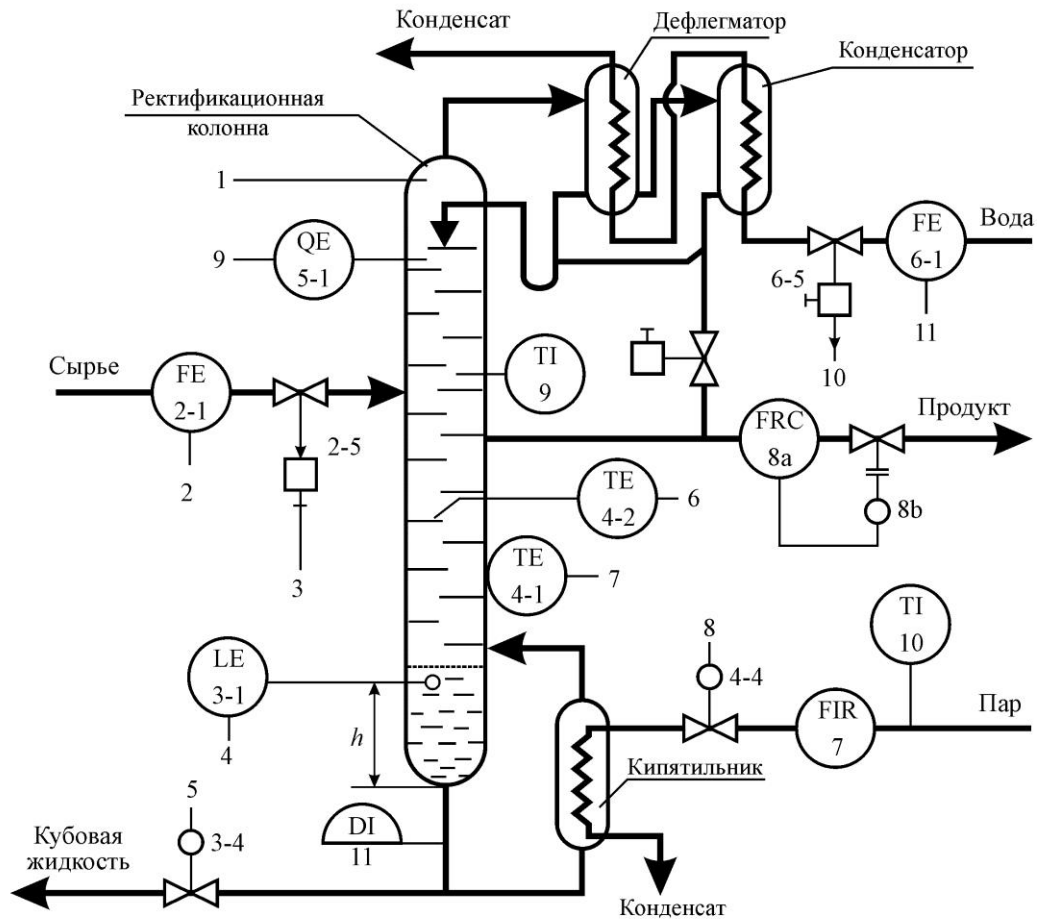 Конденсат
Дефлегматор
Конденсатор
Ректификационная
колонна
1
QE
5-1
9
FE
6-1
Вода
6-5
11
10
TI
9
Сырье
FE
2-1
2-5
2
3
FRC
8a
Продукт
8b
TE
4-2
6
TE
4-1
7
LE
3-1
4
h
8
4-4
TI
10
FIR
7
Пар
Кипятильник
DI
11
5
3-4
Кубовая
жидкость
Конденсат